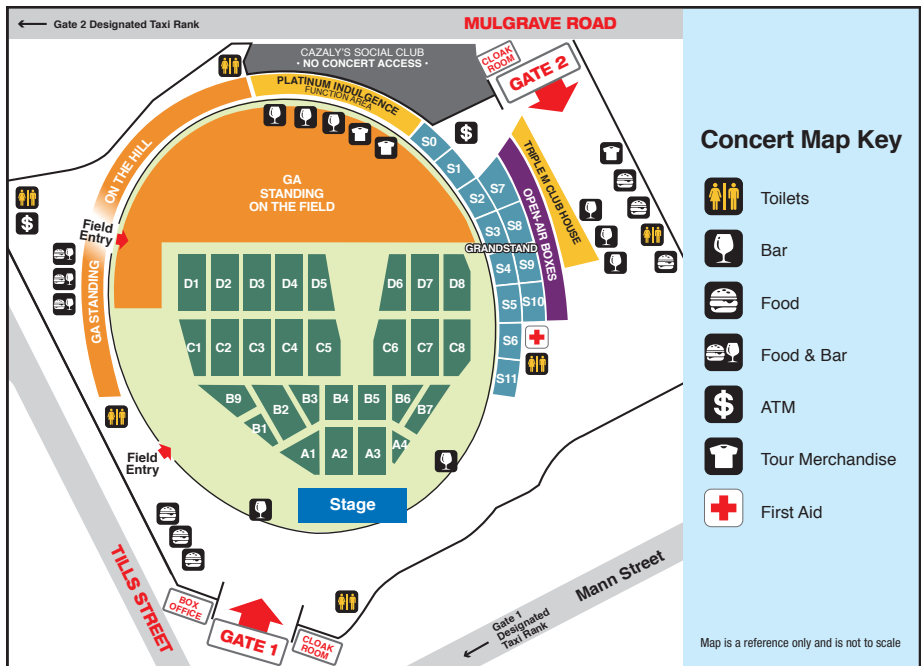 Gate 2 Designated Taxi Rank
MULGRAVE ROAD
CAZALY'S SOCIAL CLUB
· NO CONCERT ACCESS ·
CLOAK
ROOM
GATE 2
PLATINUM INDULGENCE
FUNCTION AREA
ON THE HILL
GA STANDING
GA
STANDING
ON THE FIELD
Field
Entry
$
$
S0
S1
S2
S7
S3
S8
GRANDSTAND
S4
S9
S5
S10
S6
S11
TRIPLE M CLUB HOUSE
OPEN-AIR BOXES
D1
D2
D3
D4
D5
D6
D7
D8
C1
C2
C3
C4
C5
C6
C7
C8
B9
B2
B3
B4
B5
B6
B7
B1
A1
A2
A3
A4
Field
Entry
Stage
TILLS STREET
BOX
OFFICE
GATE 1
CLOAK
ROOM
Gate 1
Designated
Taxi Rank
Mann Street
Concert Map Key
Toilets
Bar
Food
Food & Bar
$
ATM
Tour Merchandise
First Aid
Map is a reference only and is not to scale